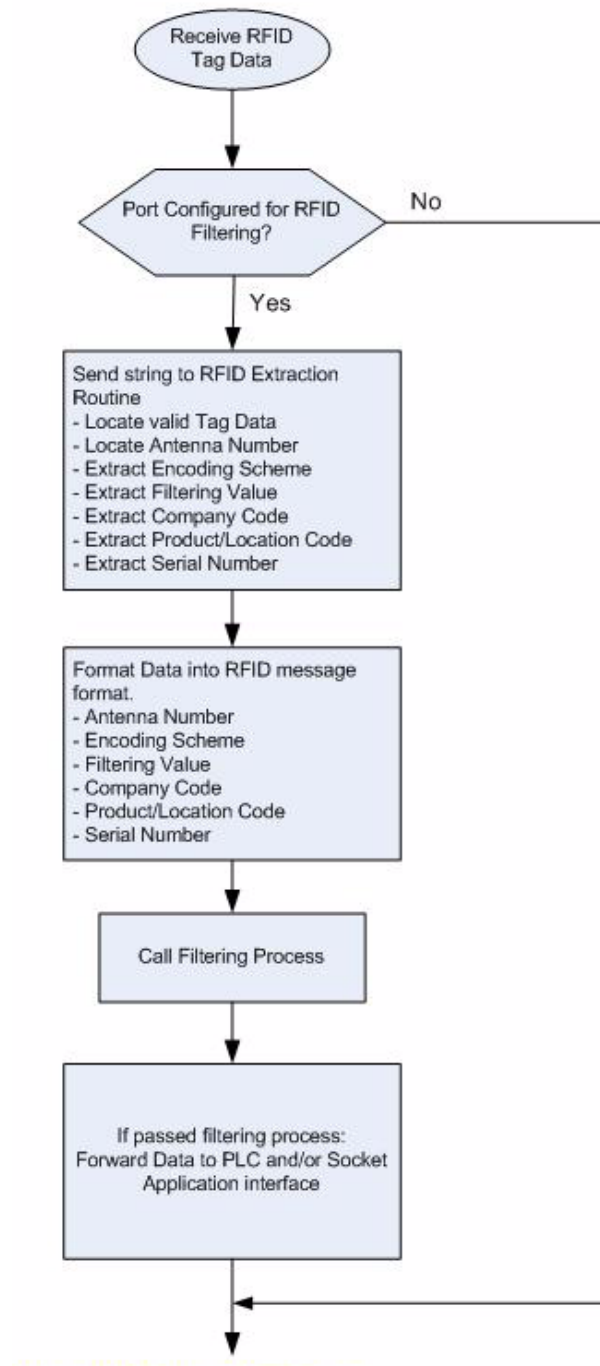 Receive RFID
Tag Data
Port Configured for RFID
Filtering?
No
Yes
Send string to RFID Extraction
Routine
- Locate valid Tag Data
- Locate Antenna Number
- Extract Encoding Scheme
- Extract Filtering Value
- Extract Company Code
- Extract Product/Location Code
- Extract Serial Number
Format Data into RFID message
format.
- Antenna Number
- Encoding Scheme
- Filtering Value
- Company Code
- Product/Location Code
- Serial Number
Call Filtering Process
If passed filtering process:
Forward Data to PLC and/or Socket
Application interface